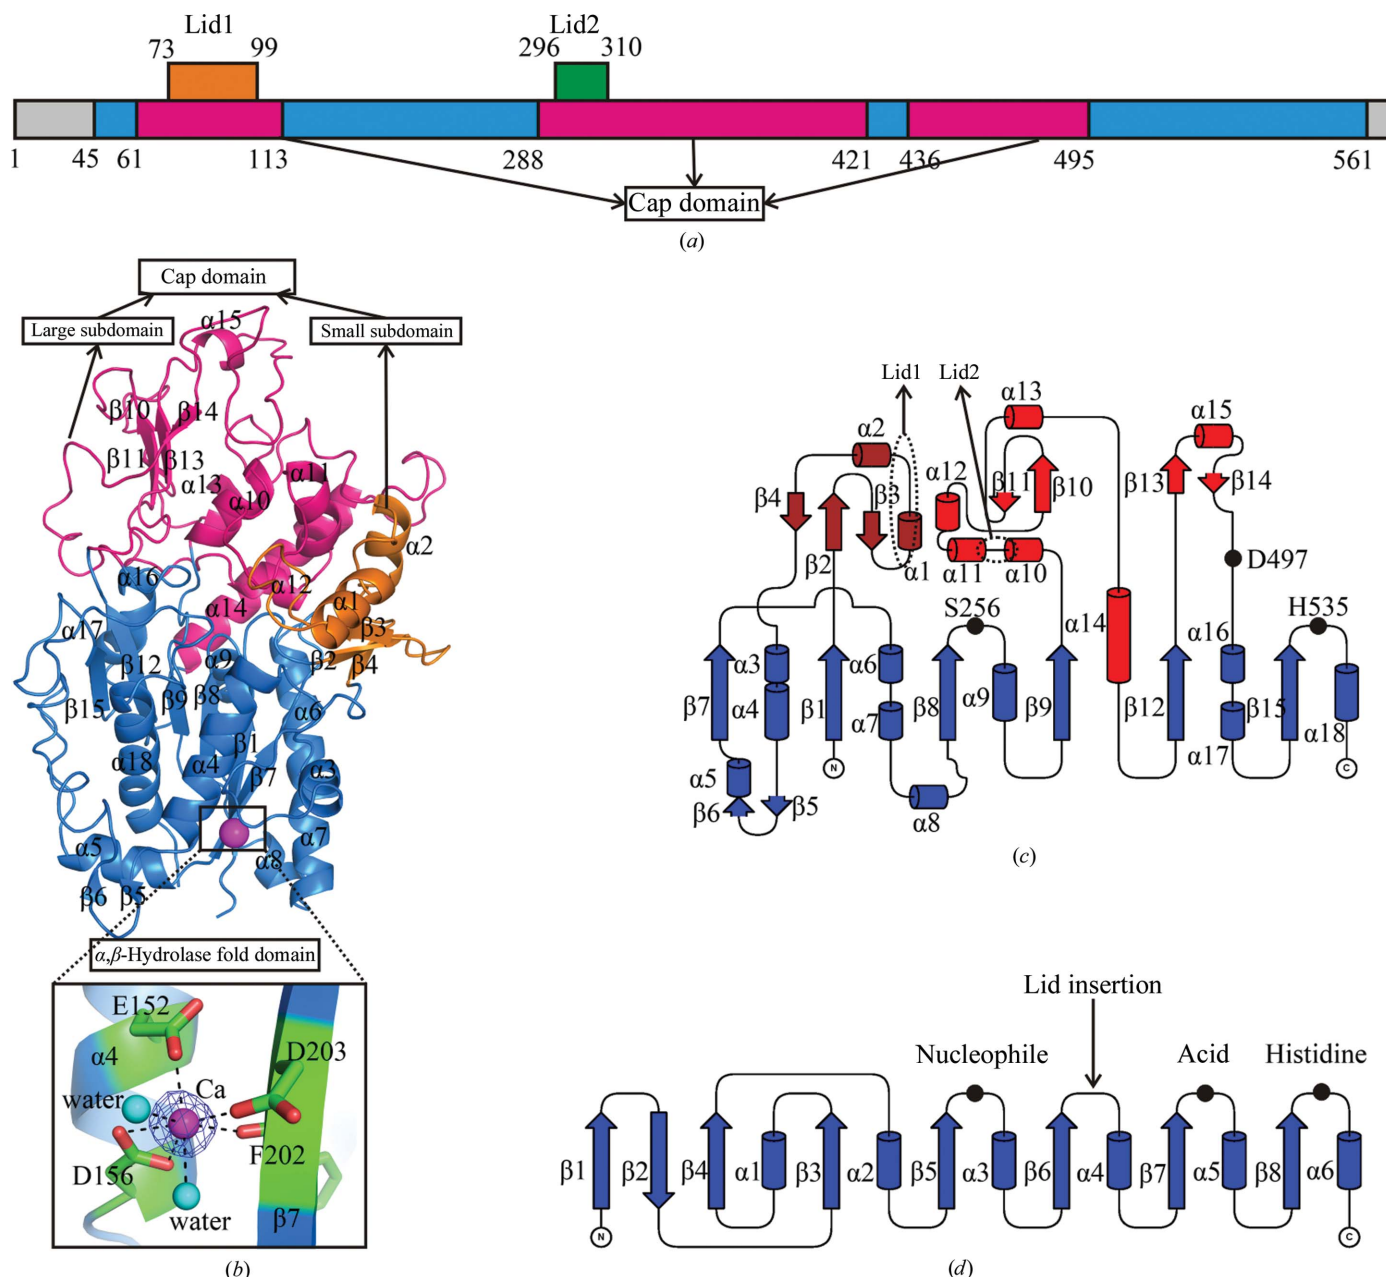 Lid1
Lid2
73 99
296 310
1 45 61 113 288 421 436 495 561
Cap domain
(a)
Cap domain
Large subdomain
Small subdomain
α15
β10 β14
β11 β13
α13 α10 α11
α2
α16 α12
α1
α14
α17 β3
β12 α9 β2 β4
β15 β9 β8 α6
β1
α18 α4 β7 α3
α7
α5 α8
β6 β5
α,β-Hydrolase fold domain
E152
α4
D203
Ca
water
F202
D156
water
β7
(b)
Lid1 Lid2
α13
α15
α2
α12
β4 β3 β11 β10 β13 β14
β2
α1 α11 α10
D497
S256
α14
H535
α16
α3 α6
β7 α4 β1 α7 β8 α9 β9 β12 β15 α18
α17
N
C
α5
β6 β5
α8
(c)
Lid insertion
Nucleophile Acid Histidine
β1 β2 β4 α1 β3 α2 β5 α3 β6 α4 β7 α5 β8 α6
N C
(d)